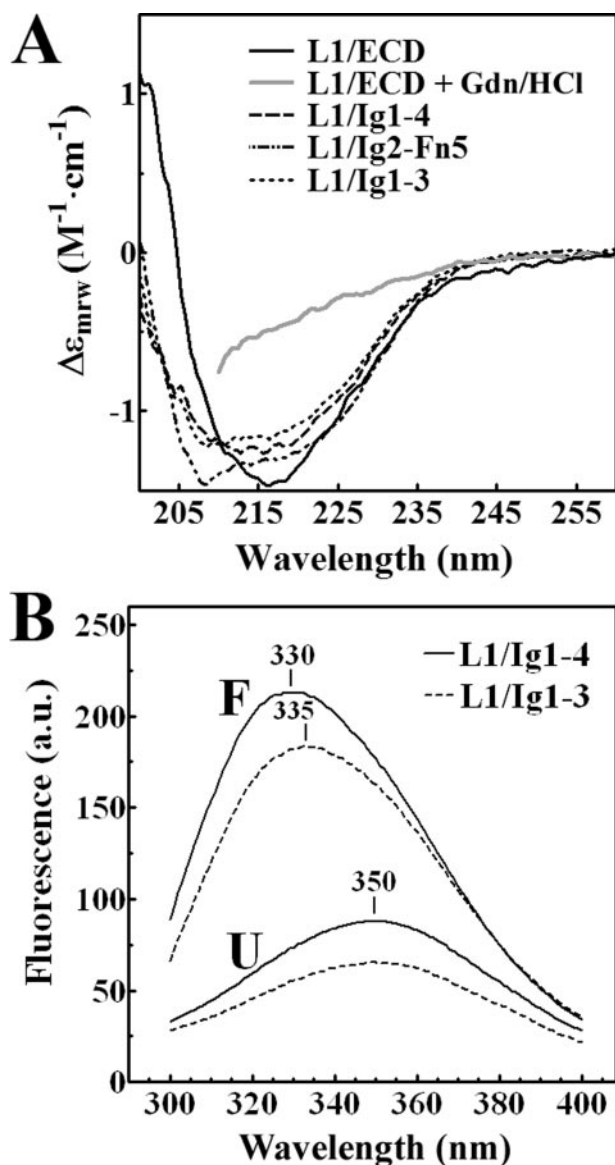 A
L1/ECD
L1/ECD + Gdn/HCl
L1/Ig1-4
L1/Ig2-Fn5
L1/Ig1-3
1
0
-1
Δε_mrw (M⁻¹·cm⁻¹)
205 215 225 235 245 255
Wavelength (nm)
B
250
200
150
100
50
0
Fluorescence (a.u.)
L1/Ig1-4
L1/Ig1-3
330
F
335
350
U
300 320 340 360 380 400
Wavelength (nm)